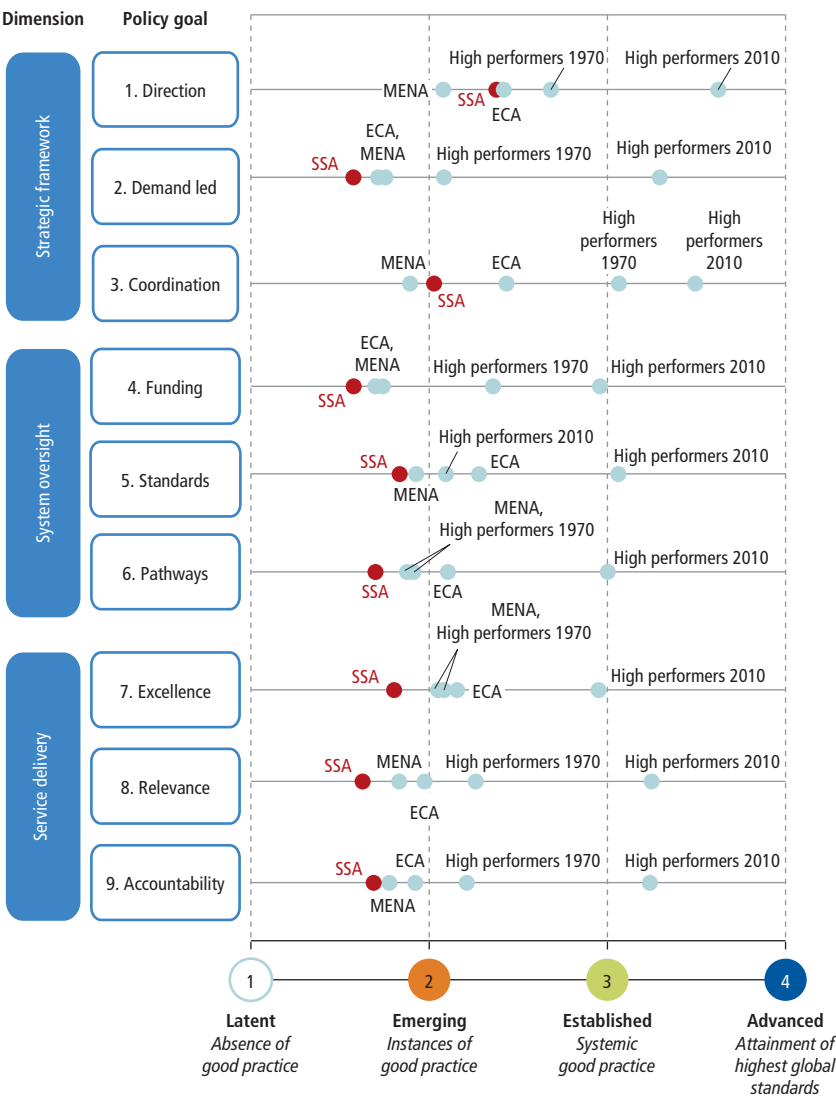 Dimension
Policy goal
Strategic framework
1. Direction
MENA
SSA
ECA
High performers 1970
High performers 2010
2. Demand led
SSA
ECA,
MENA
High performers 1970
High performers 2010
3. Coordination
MENA
SSA
ECA
High
performers
1970
High
performers
2010
System oversight
4. Funding
SSA
ECA,
MENA
High performers 1970
High performers 2010
5. Standards
SSA
MENA
High performers 2010
ECA
High performers 2010
6. Pathways
SSA
MENA,
High performers 1970
ECA
High performers 2010
Service delivery
7. Excellence
SSA
MENA,
High performers 1970
ECA
High performers 2010
8. Relevance
SSA
MENA
ECA
High performers 1970
High performers 2010
9. Accountability
SSA
MENA
ECA
High performers 1970
High performers 2010
1
2
3
4
Latent
Absence of
good practice
Emerging
Instances of
good practice
Established
Systemic
good practice
Advanced
Attainment of
highest global
standards